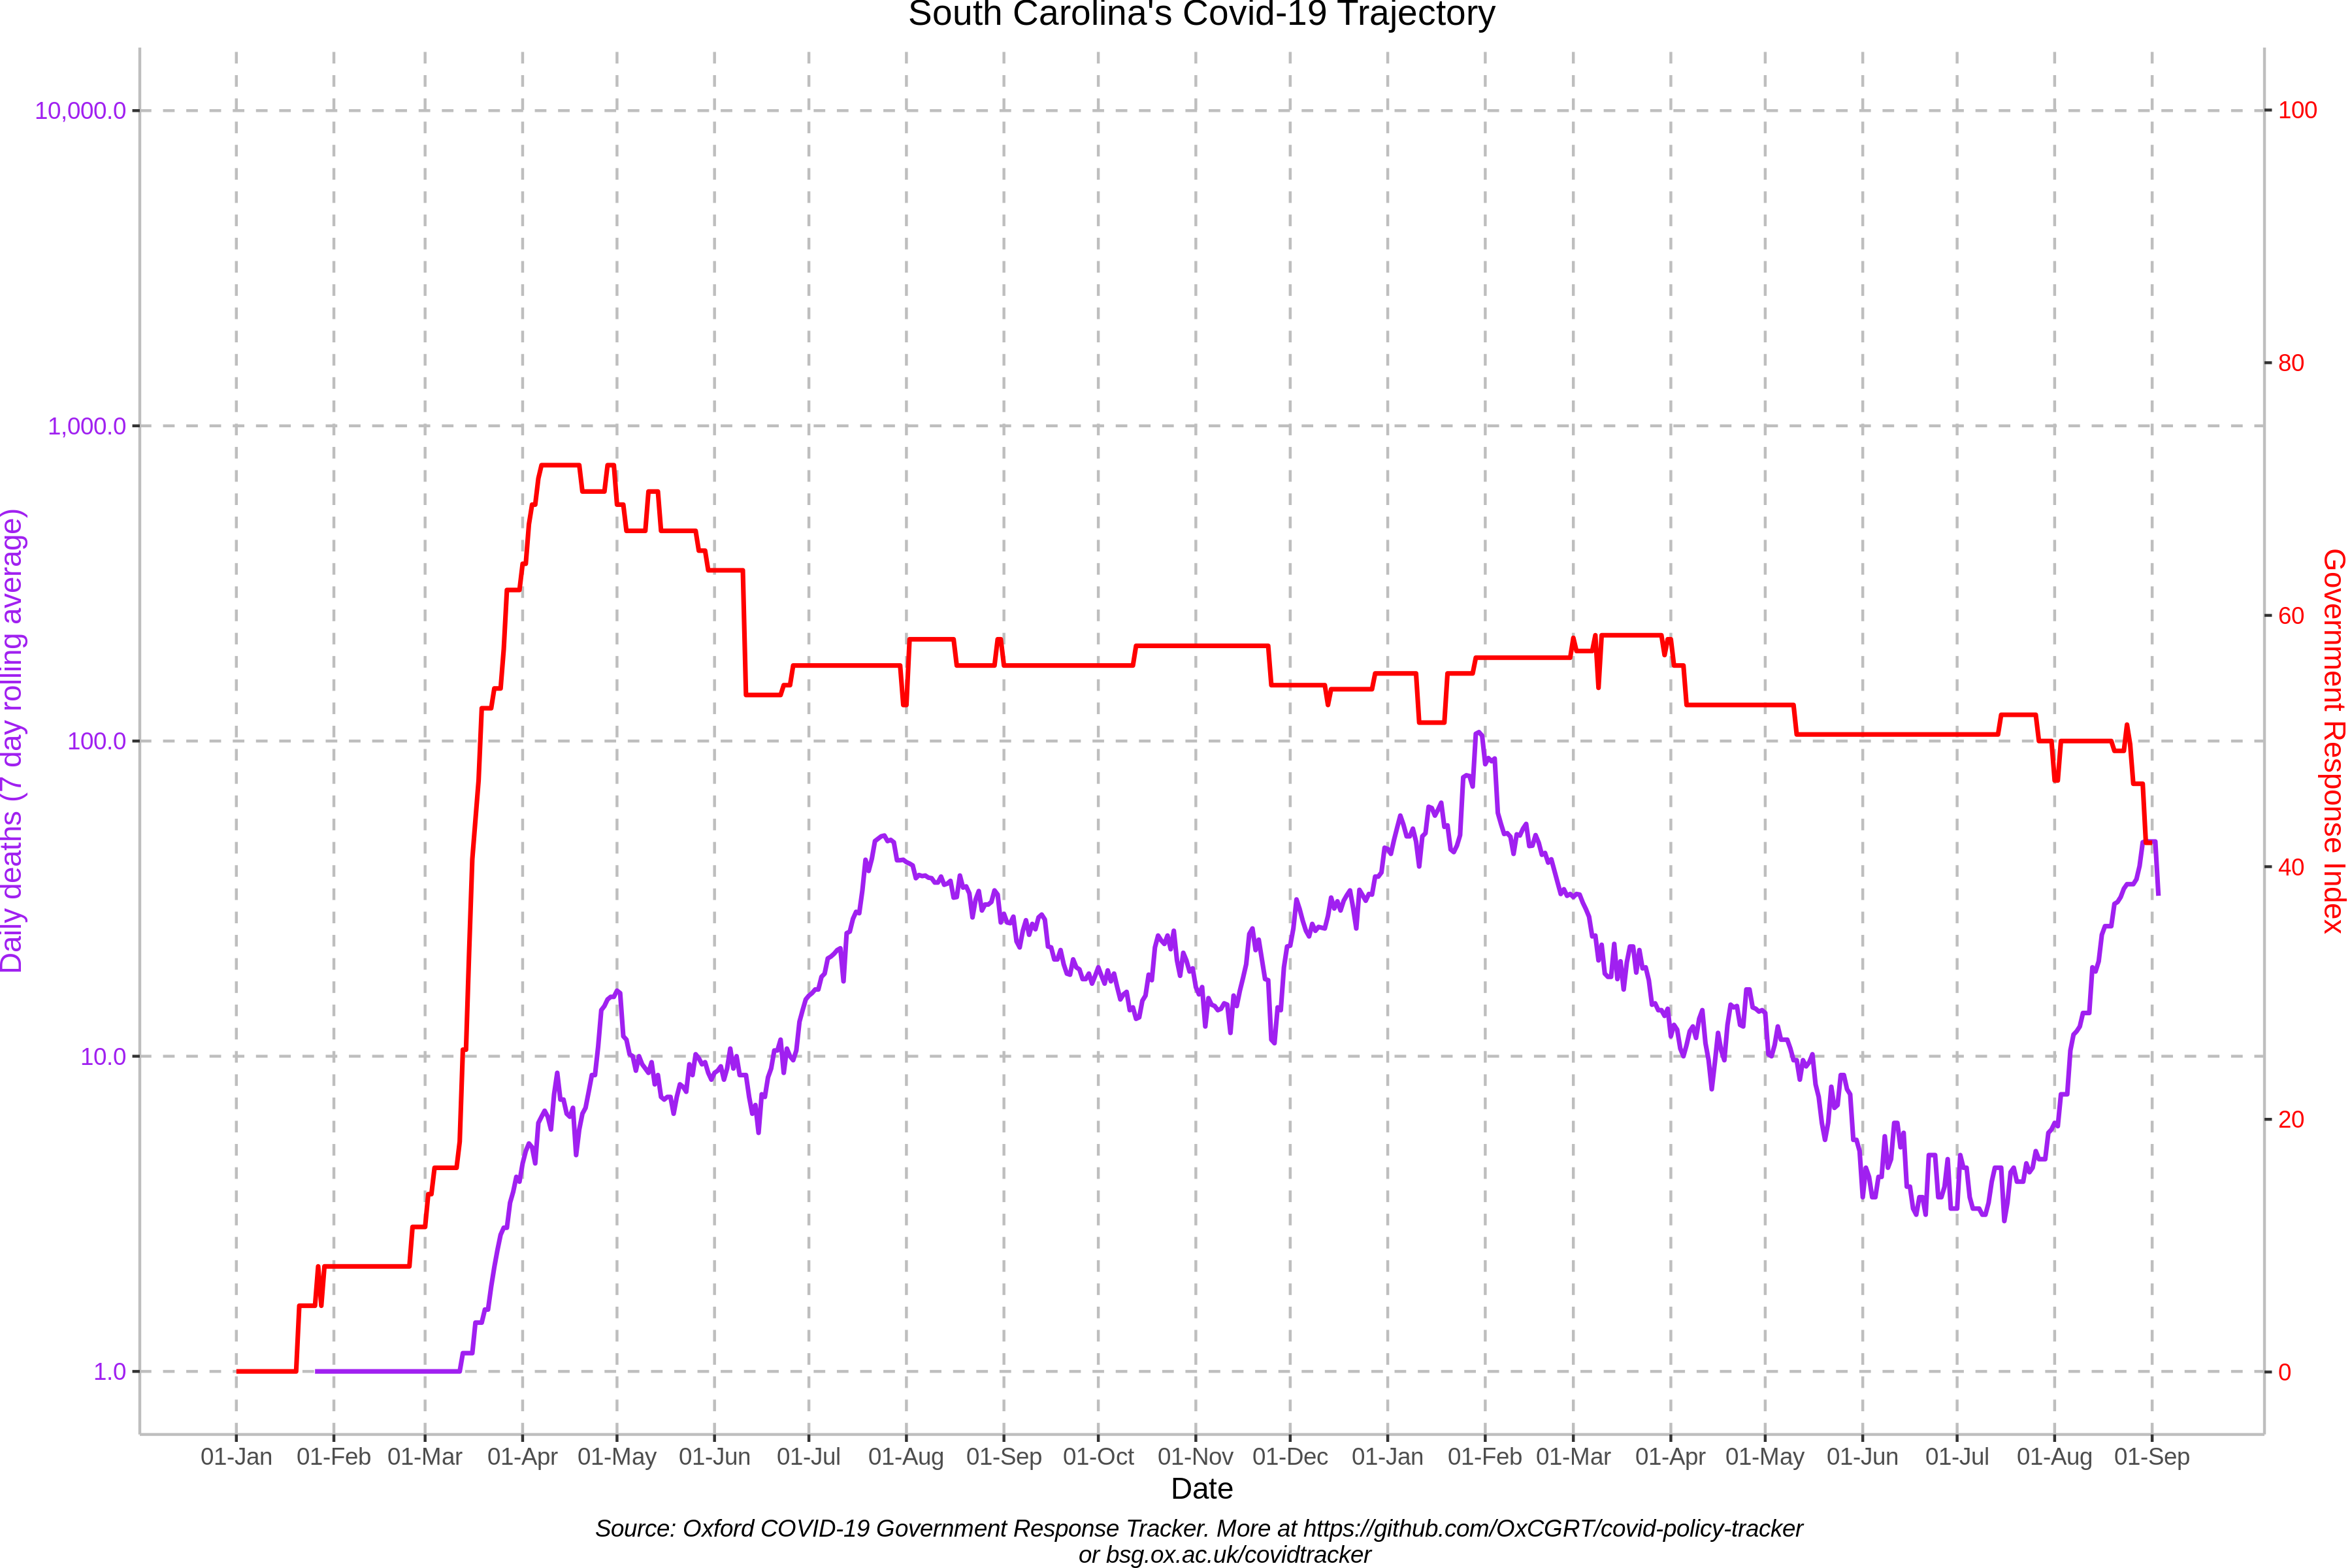 South Carolina's Covid-19 Trajectory
Daily deaths (7 day rolling average)
10,000.0
1,000.0
100.0
10.0
1.0
100
80
60
40
20
0
Government Response Index
01-Jan 01-Feb 01-Mar 01-Apr 01-May 01-Jun 01-Jul 01-Aug 01-Sep 01-Oct 01-Nov 01-Dec 01-Jan 01-Feb 01-Mar 01-Apr 01-May 01-Jun 01-Jul 01-Aug 01-Sep
Date
Source: Oxford COVID-19 Government Response Tracker. More at https://github.com/OxCGRT/covid-policy-tracker
or bsg.ox.ac.uk/covidtracker